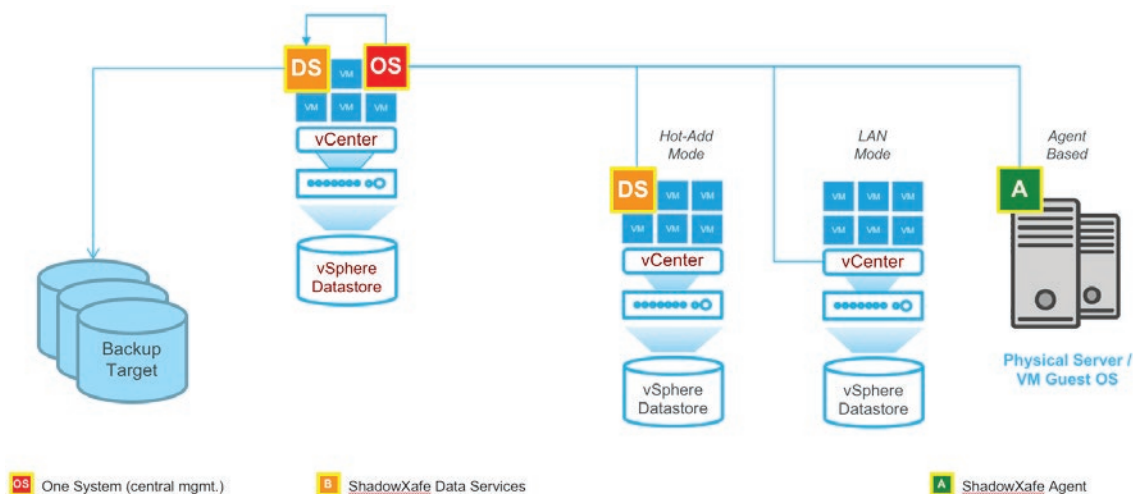 DS
VM
OS
VM
VM
VM
vCenter
vSphere
Datastore
Backup
Target
Hot-Add
Mode
DS
VM
VM
VM
VM
VM
vCenter
vSphere
Datastore
LAN
Mode
VM
VM
VM
VM
VM
VM
vCenter
vSphere
Datastore
Agent
Based
A
Physical Server /
VM Guest OS
OS One System (central mgmt.)
B ShadowXafe Data Services
A ShadowXafe Agent